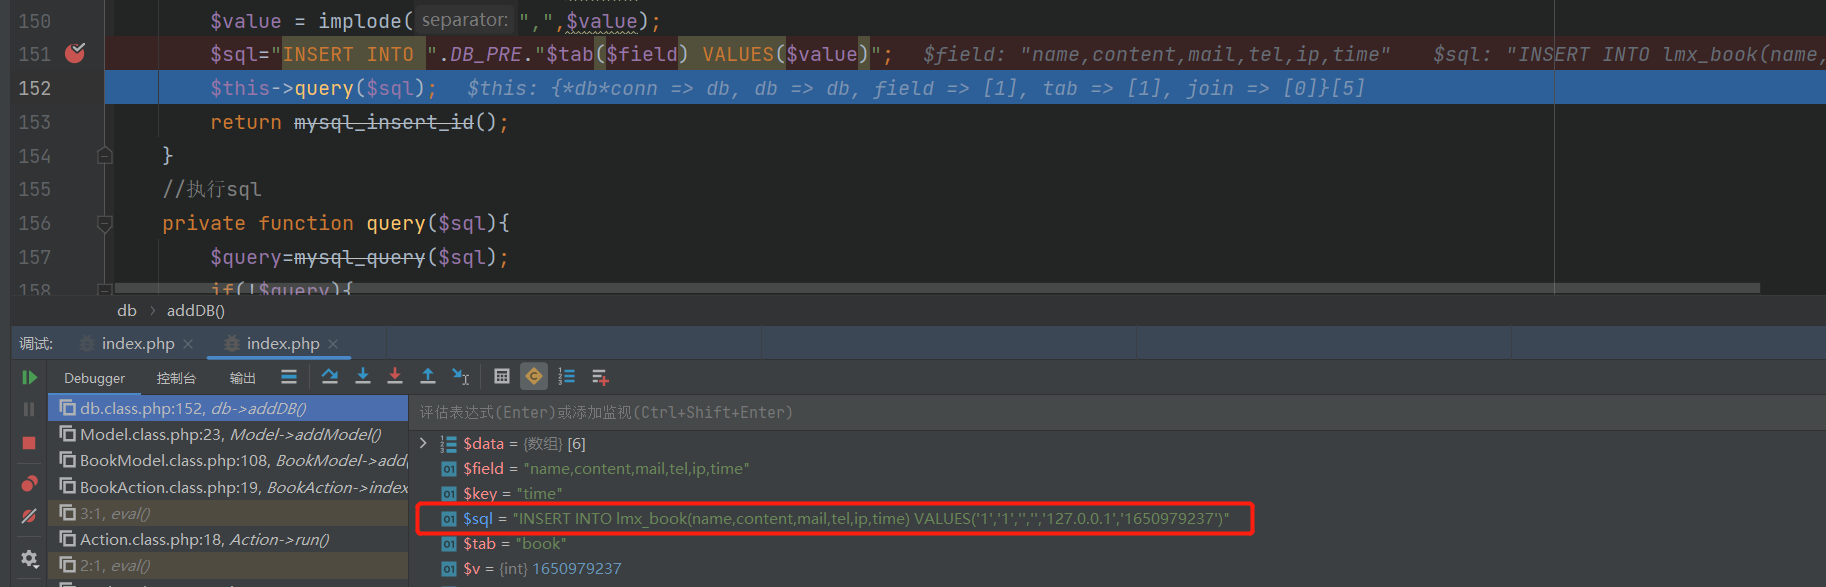 150 $value = implode( separator: ",",$value);
151 $sql="INSERT INTO ".DB_PRE."$tab($field) VALUES($value)"; $field: "name,content,mail,tel,ip,time" $sql: "INSERT INTO lmx_book(name,
152 $this->query($sql); $this: {*db*conn => db, db => db, field => [1], tab => [1], join => [0]}[5]
153 return mysql_insert_id();
154 }
155 //执行sql
156 private function query($sql){
157 $query=mysql_query($sql);
158 if(!$query){
db > addDB()
调试: index.php × index.php ×
Debugger 控制台 输出
db.class.php:152, db->addDB()
Model.class.php:23, Model->addModel()
BookModel.class.php:108, BookModel->add(
BookAction.class.php:19, BookAction->index
3:1, eval()
Action.class.php:18, Action->run()
2:1, eval()
评估表达式(Enter)或添加监视(Ctrl+Shift+Enter)
$data = {数组} [6]
$field = "name,content,mail,tel,ip,time"
$key = "time"
$sql = "INSERT INTO lmx_book(name,content,mail,tel,ip,time) VALUES('1','1','','','127.0.0.1','1650979237')"
$tab = "book"
$v = {int} 1650979237